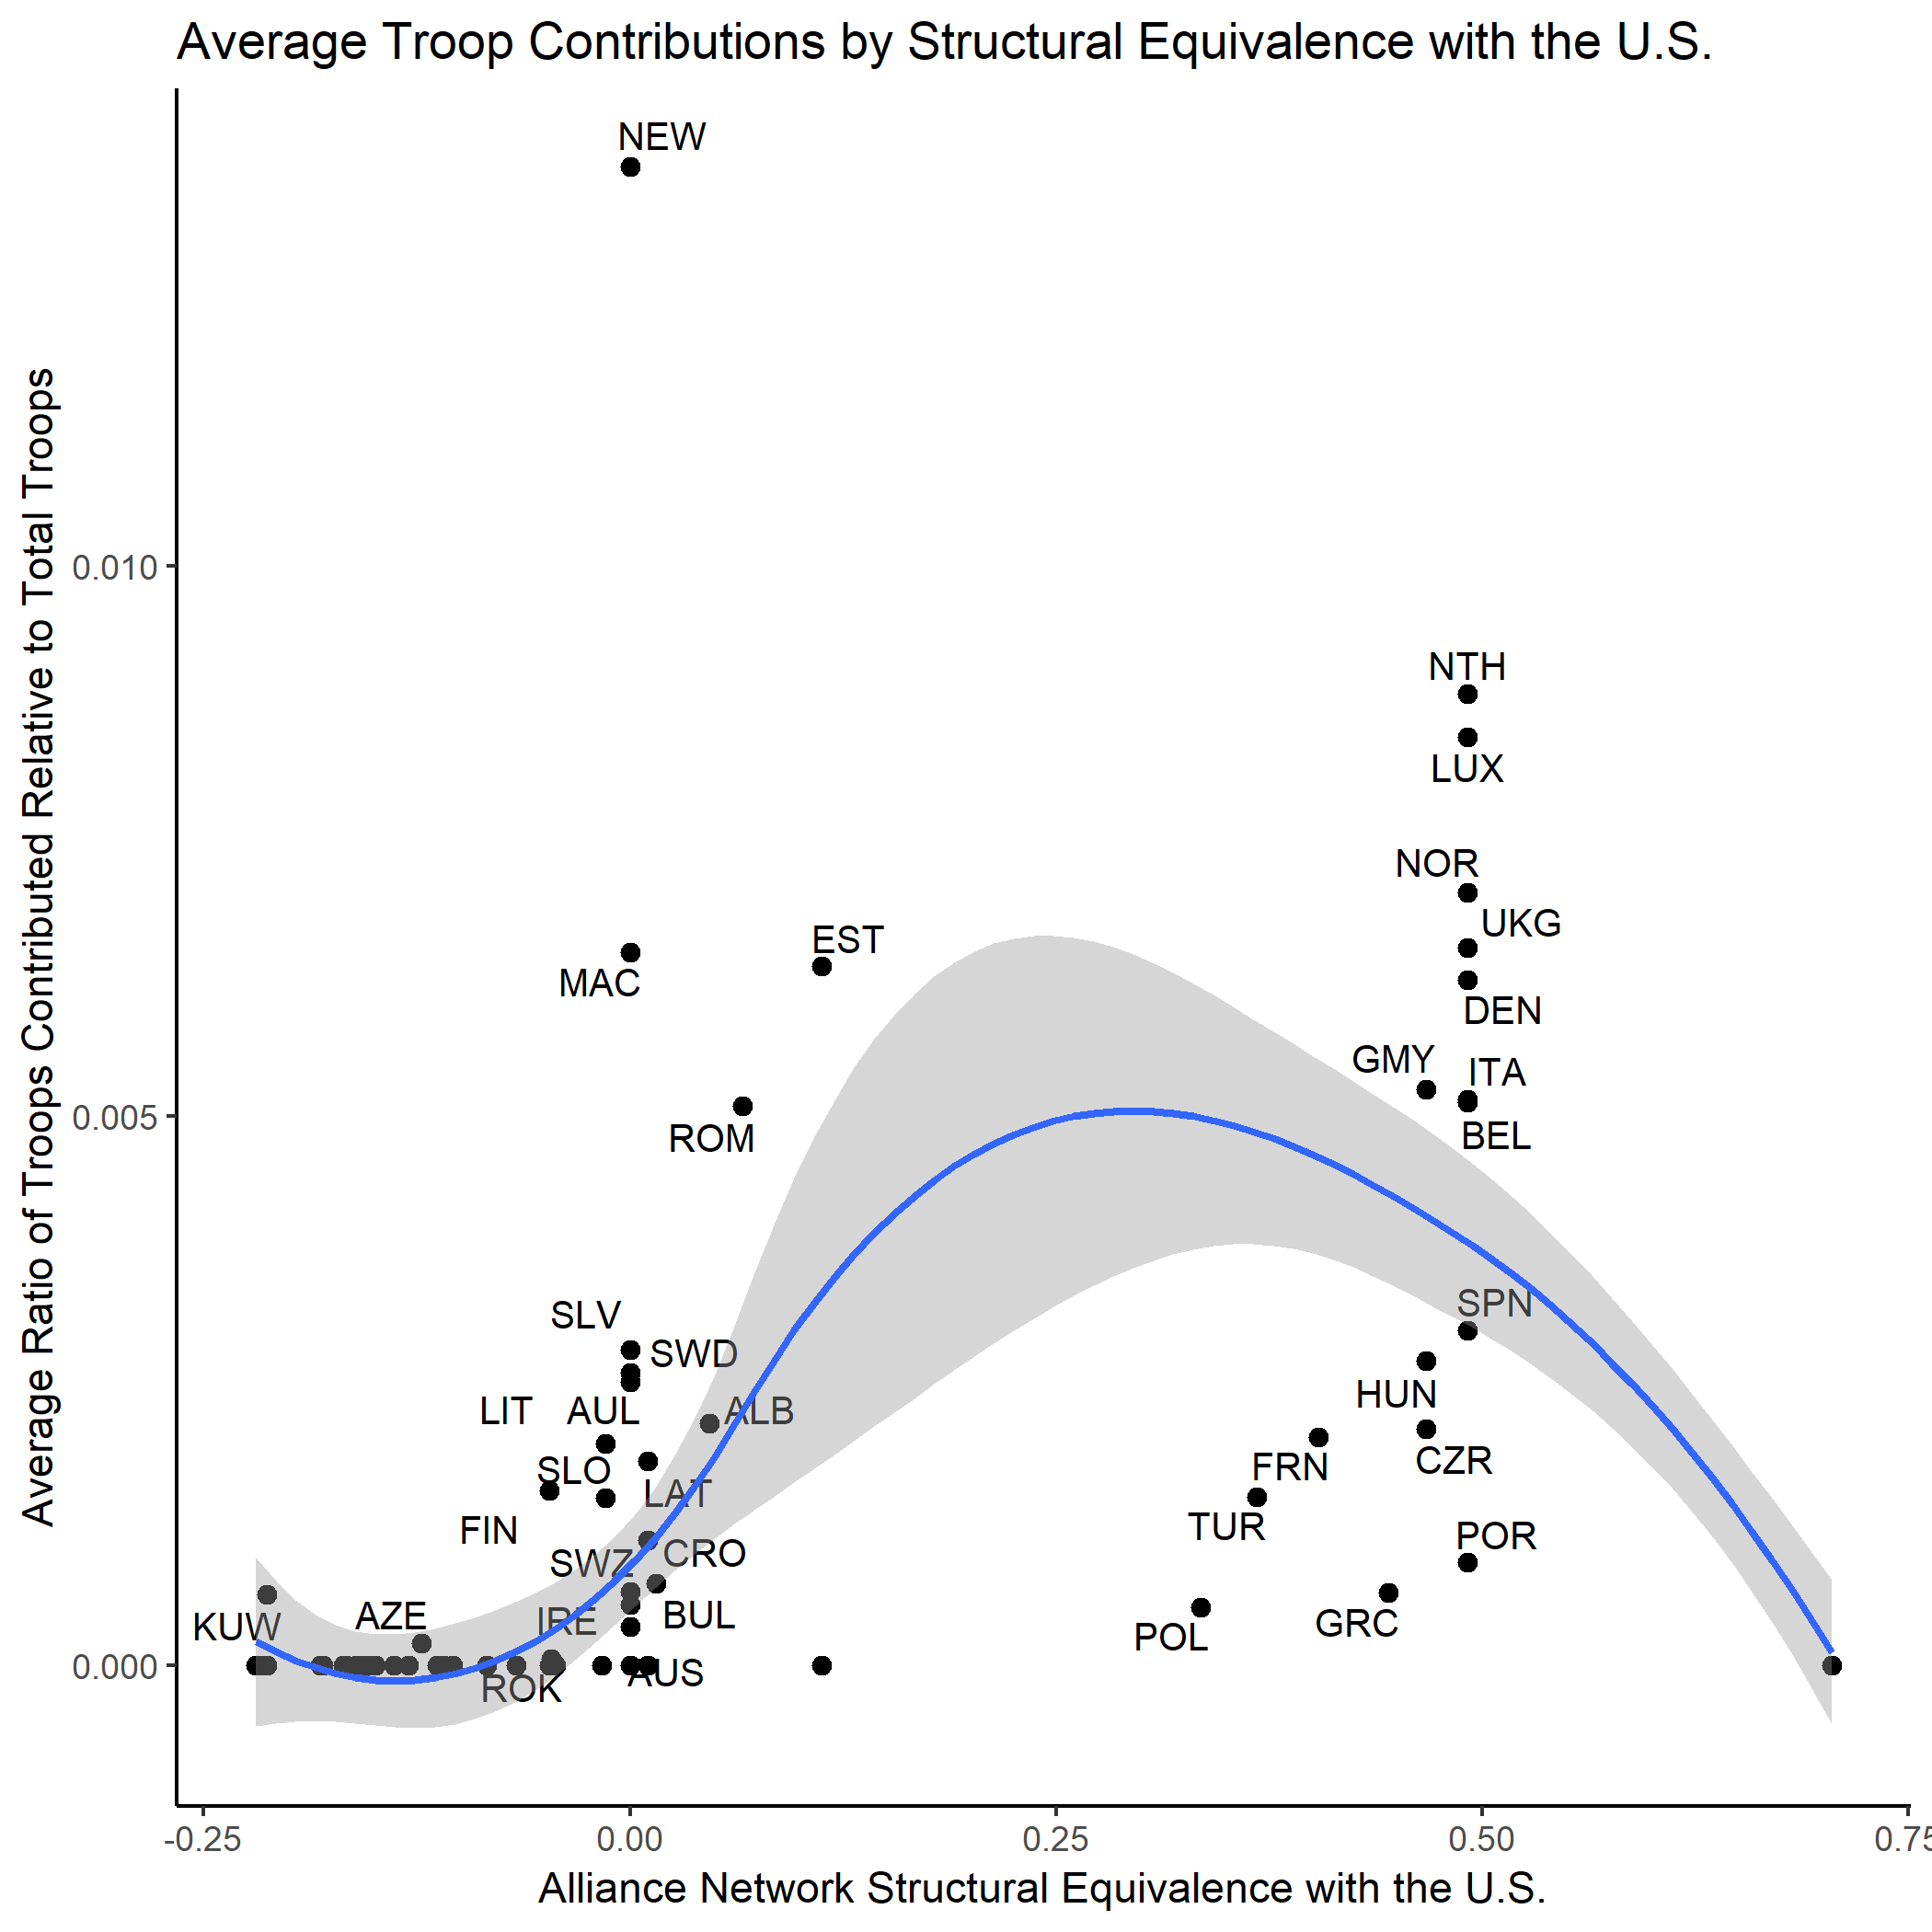 Average Troop Contributions by Structural Equivalence with the U.S.
NEW
0.010
NTH
LUX
NOR
UKG
EST
MAC
DEN
GMY
ITA
0.005
ROM
BEL
SPN
SLV
SWD
HUN
LIT
AUL
ALB
CZR
FRN
SLO
LAT
FIN
TUR
POR
SWZ
CRO
KUW
AZE
IRE
BUL
GRC
POL
0.000
AUS
ROK
-0.25
0.00
0.25
0.50
0.75
Alliance Network Structural Equivalence with the U.S.
Average Ratio of Troops Contributed Relative to Total Troops